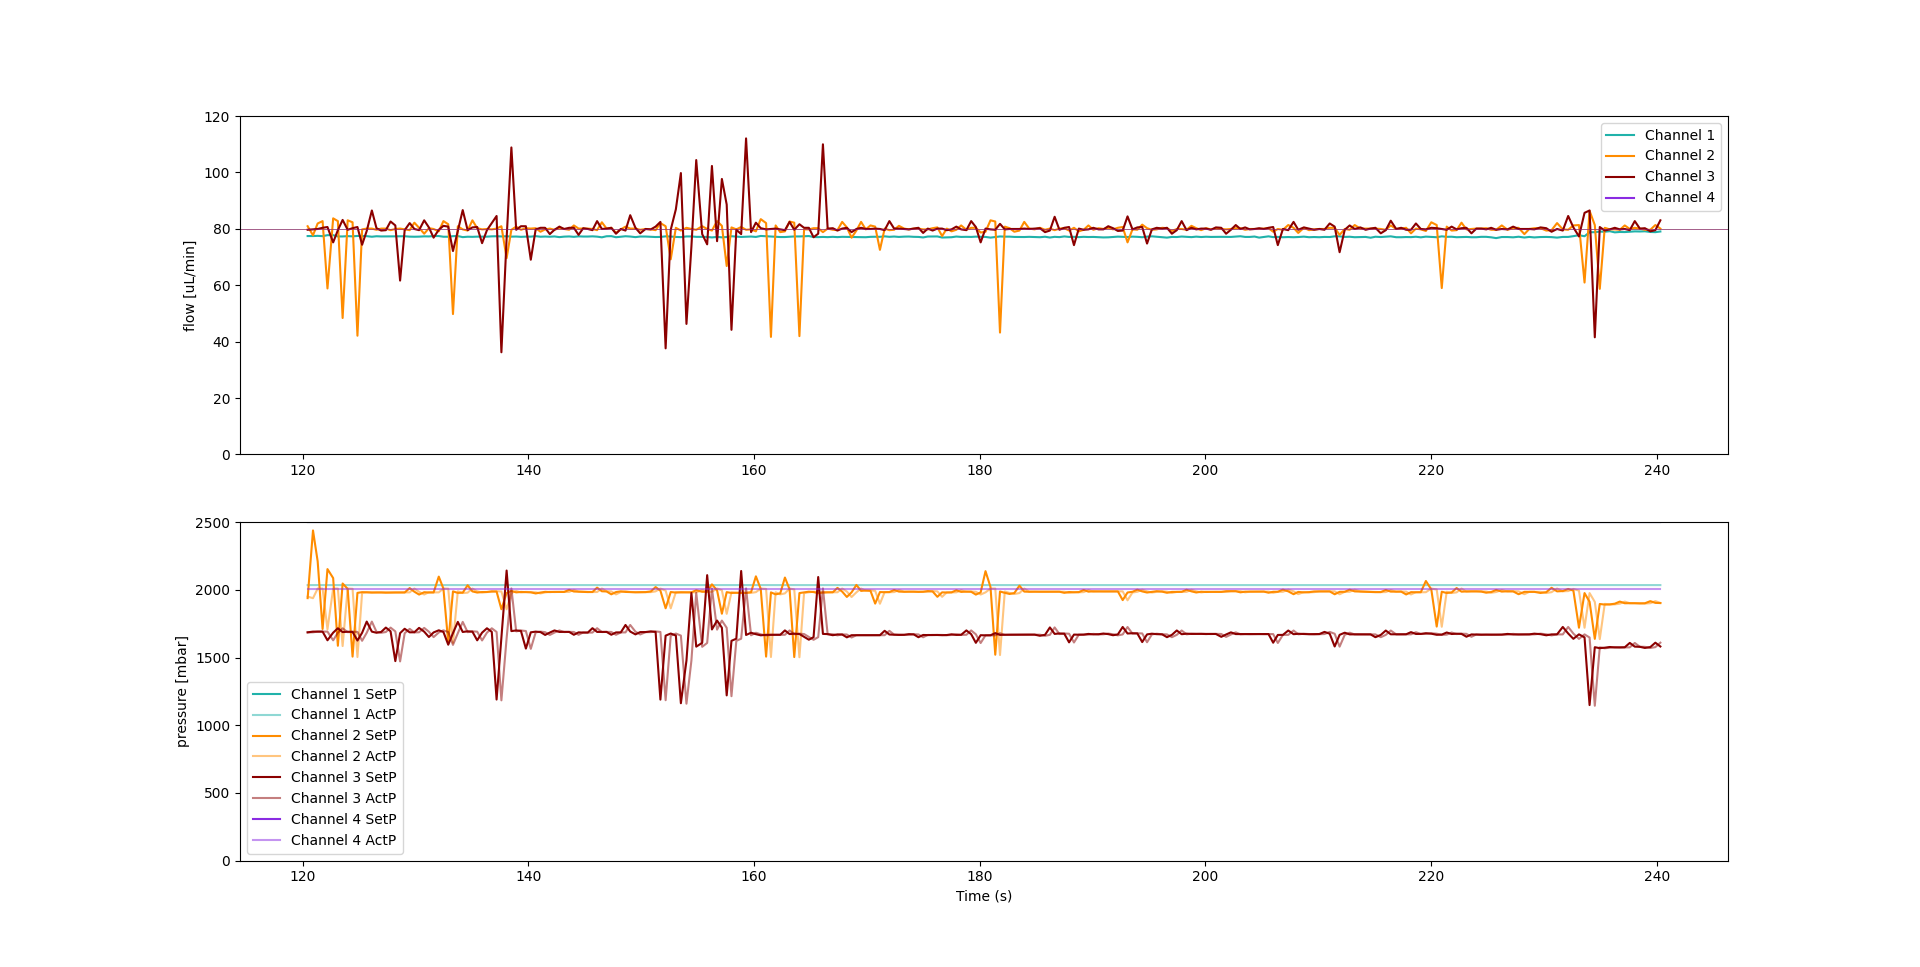 120
100
80
60
40
20
0
flow [uL/min]
Channel 1
Channel 2
Channel 3
Channel 4
120 140 160 180 200 220 240
2500
2000
1500
1000
500
0
pressure [mbar]
Channel 1 SetP
Channel 1 ActP
Channel 2 SetP
Channel 2 ActP
Channel 3 SetP
Channel 3 ActP
Channel 4 SetP
Channel 4 ActP
120 140 160 180 200 220 240
Time (s)